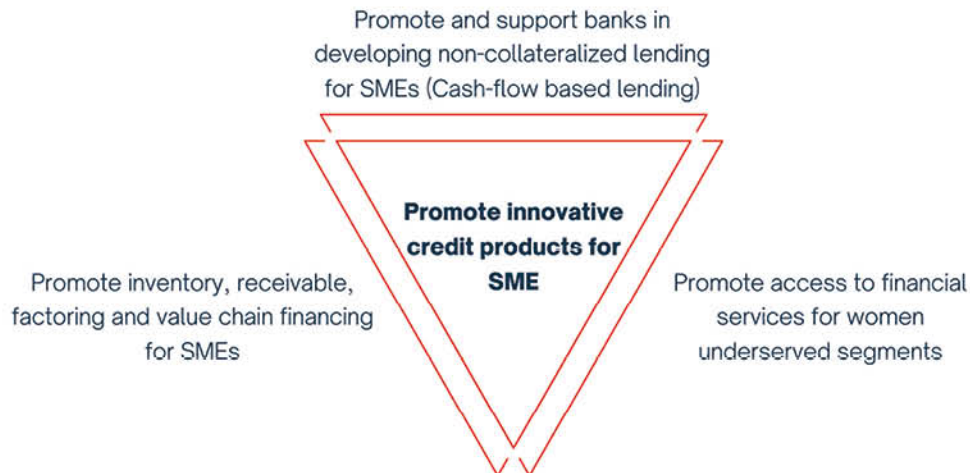 Promote and support banks in
developing non-collateralized lending
for SMEs (Cash-flow based lending)
Promote innovative
credit products for
SME
Promote inventory, receivable,
factoring and value chain financing
for SMEs
Promote access to financial
services for women
underserved segments